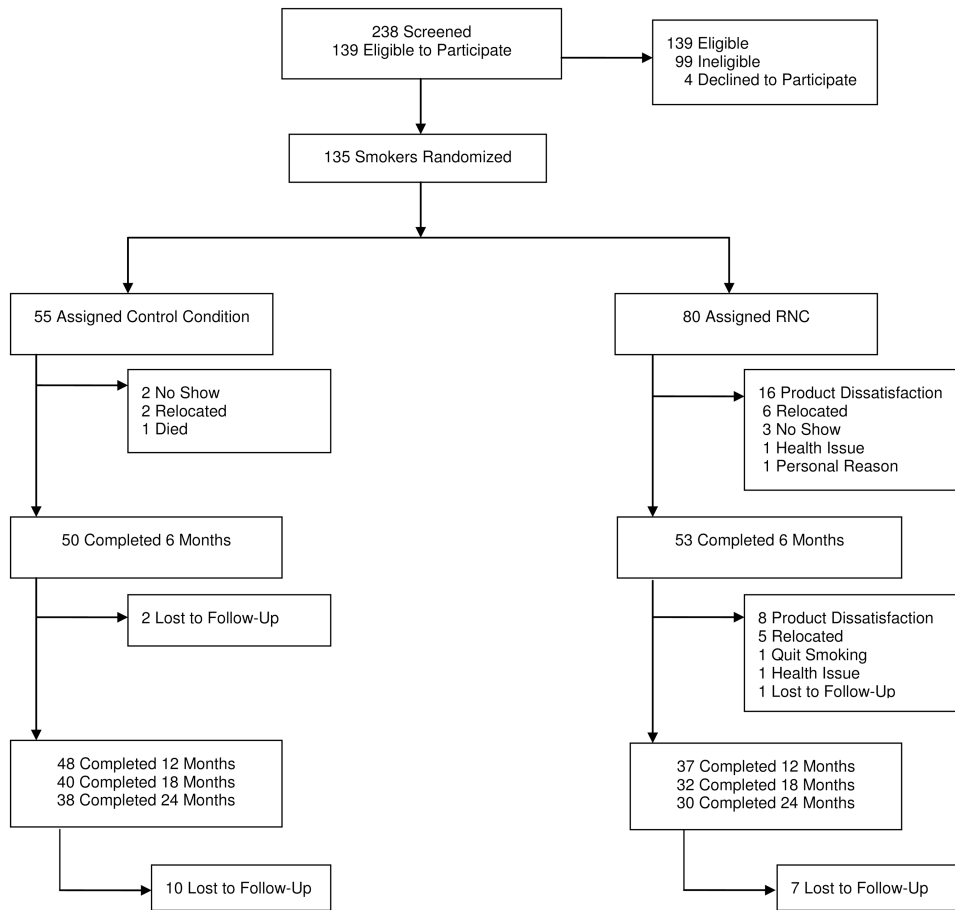 238 Screened
139 Eligible to Participate
139 Eligible
99 Ineligible
4 Declined to Participate
135 Smokers Randomized
55 Assigned Control Condition
80 Assigned RNC
2 No Show
2 Relocated
1 Died
16 Product Dissatisfaction
6 Relocated
3 No Show
1 Health Issue
1 Personal Reason
50 Completed 6 Months
53 Completed 6 Months
2 Lost to Follow-Up
8 Product Dissatisfaction
5 Relocated
1 Quit Smoking
1 Health Issue
1 Lost to Follow-Up
48 Completed 12 Months
40 Completed 18 Months
38 Completed 24 Months
37 Completed 12 Months
32 Completed 18 Months
30 Completed 24 Months
10 Lost to Follow-Up
7 Lost to Follow-Up